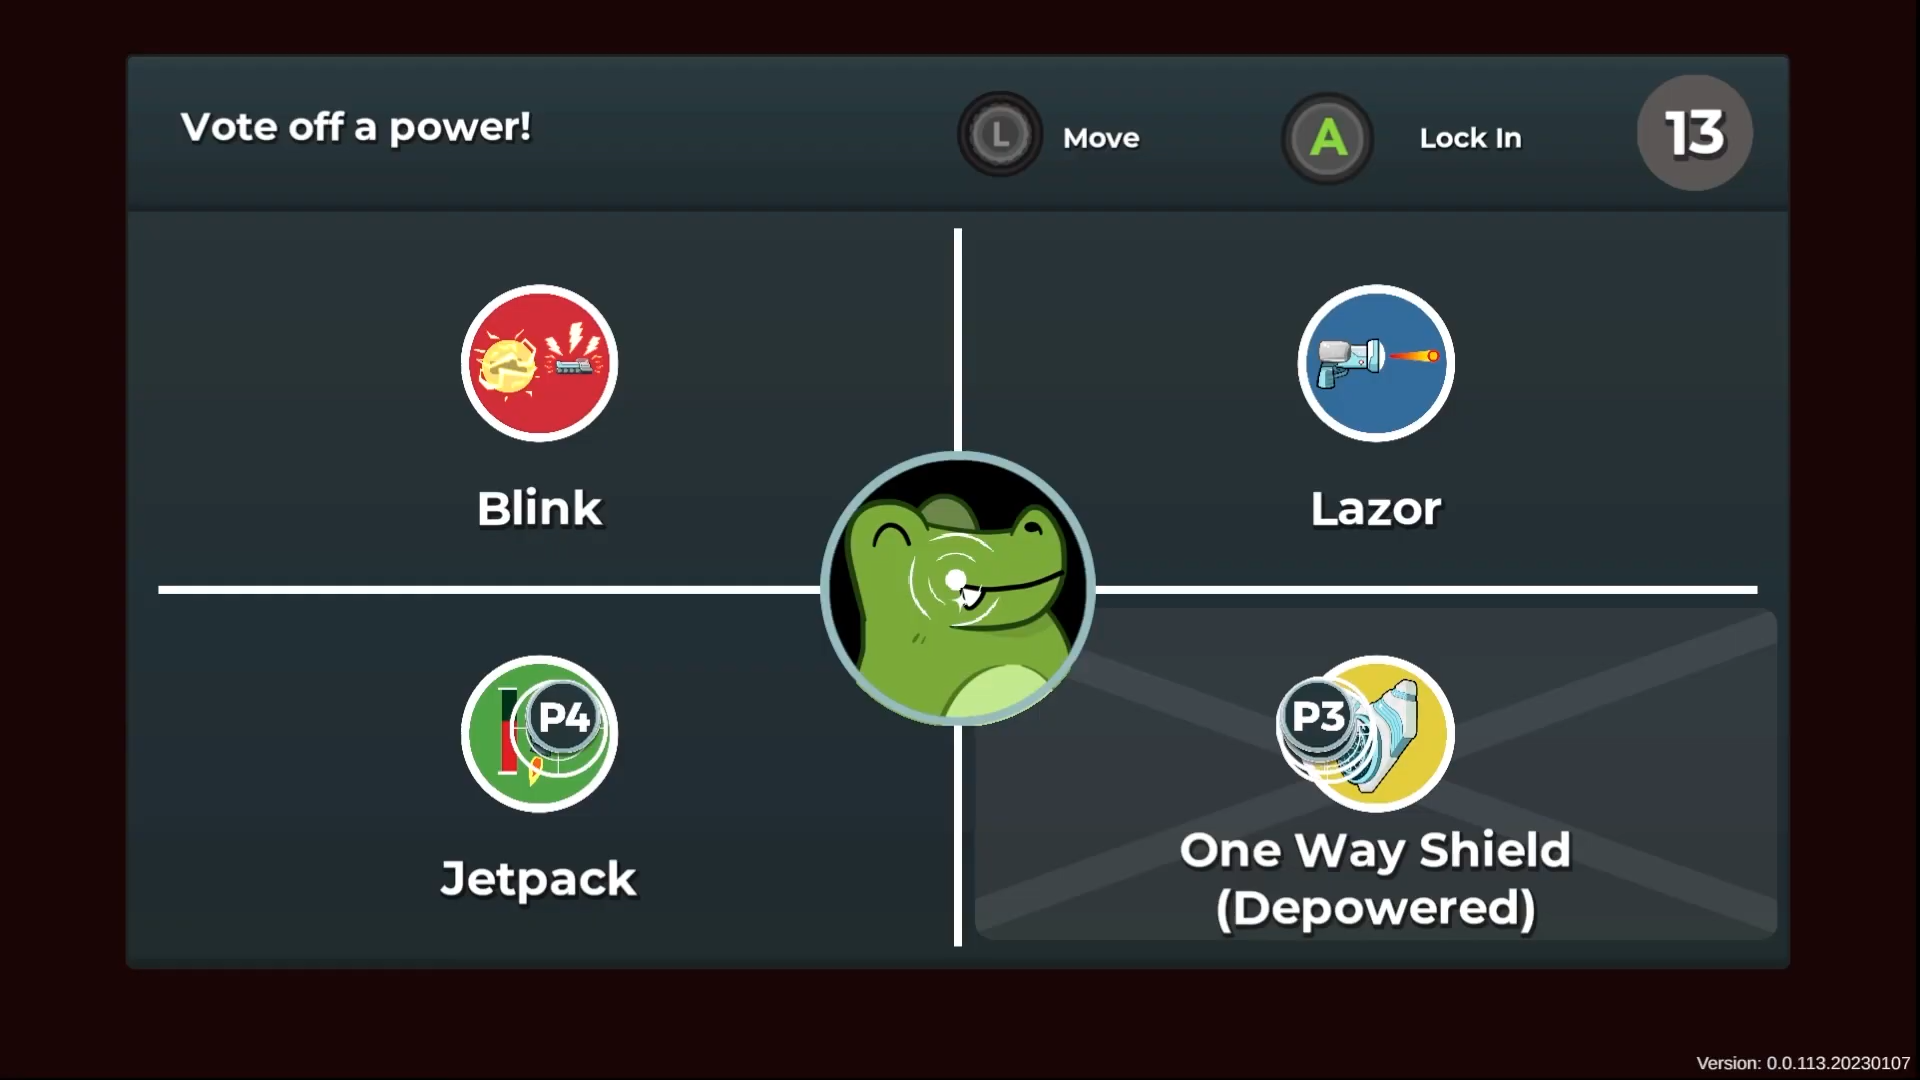 Vote off a power!
L
Move
A
Lock In
13
Blink
Lazor
P4
Jetpack
P3
One Way Shield
(Depowered)
Version: 0.0.113.20230107